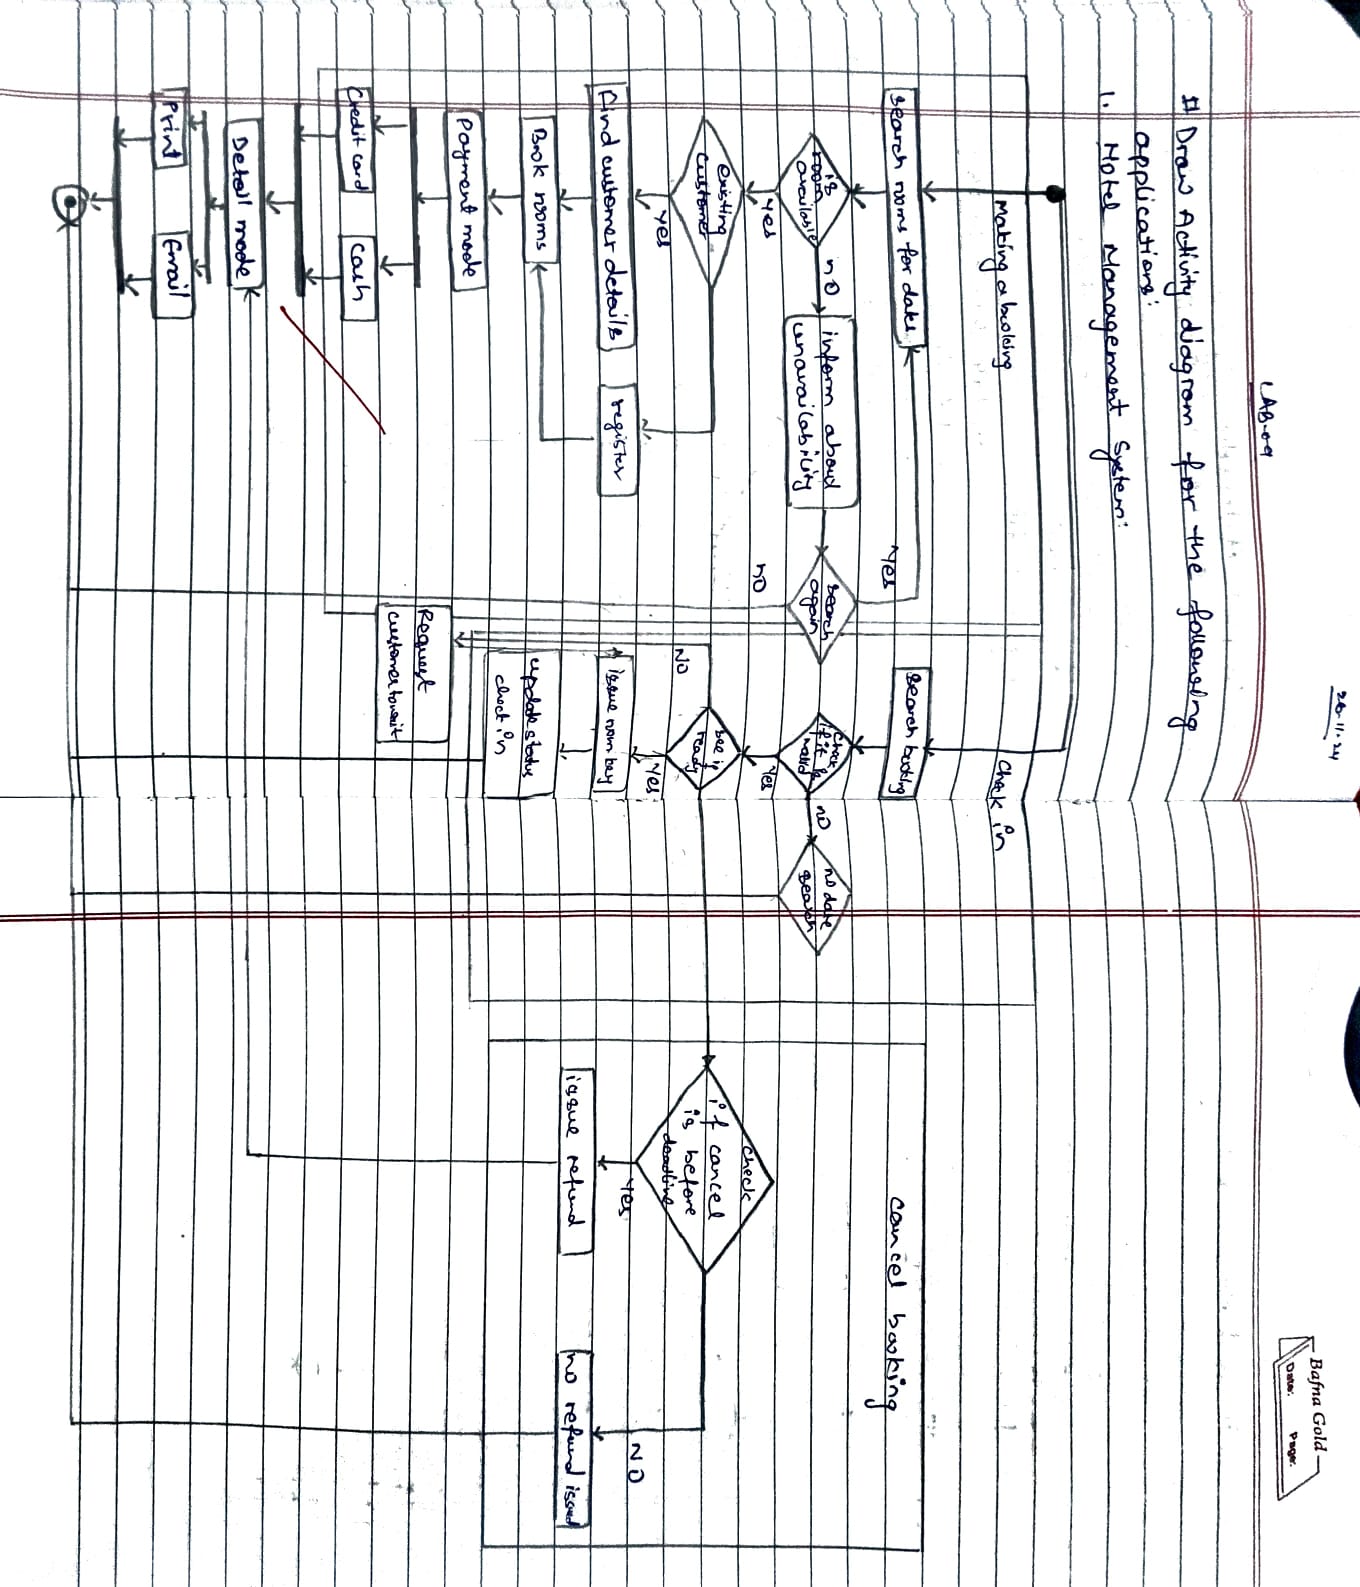 LAB-09
26-11-24
Bafna Gold
Date:
Page:
# Draw Activity diagram for the following
applications:
1. Hotel Management System:
Making a booking
Check in
Cancel booking
Search rooms for date
is
room
available
no
inform about
unavailability
search
again
Yes
no
Yes
existing
customer
Yes
find customer details
register
Book rooms
Payment mode
Credit card
Cash
Detail mode
Print
Email
Search booking
Check
if it is
valid
no
no date
search
Yes
see if
ready
NO
Yes
issue room key
update status
check in
Request
customer to wait
Check
if cancel
is before
deadline
Yes
NO
issue refund
no refund issued